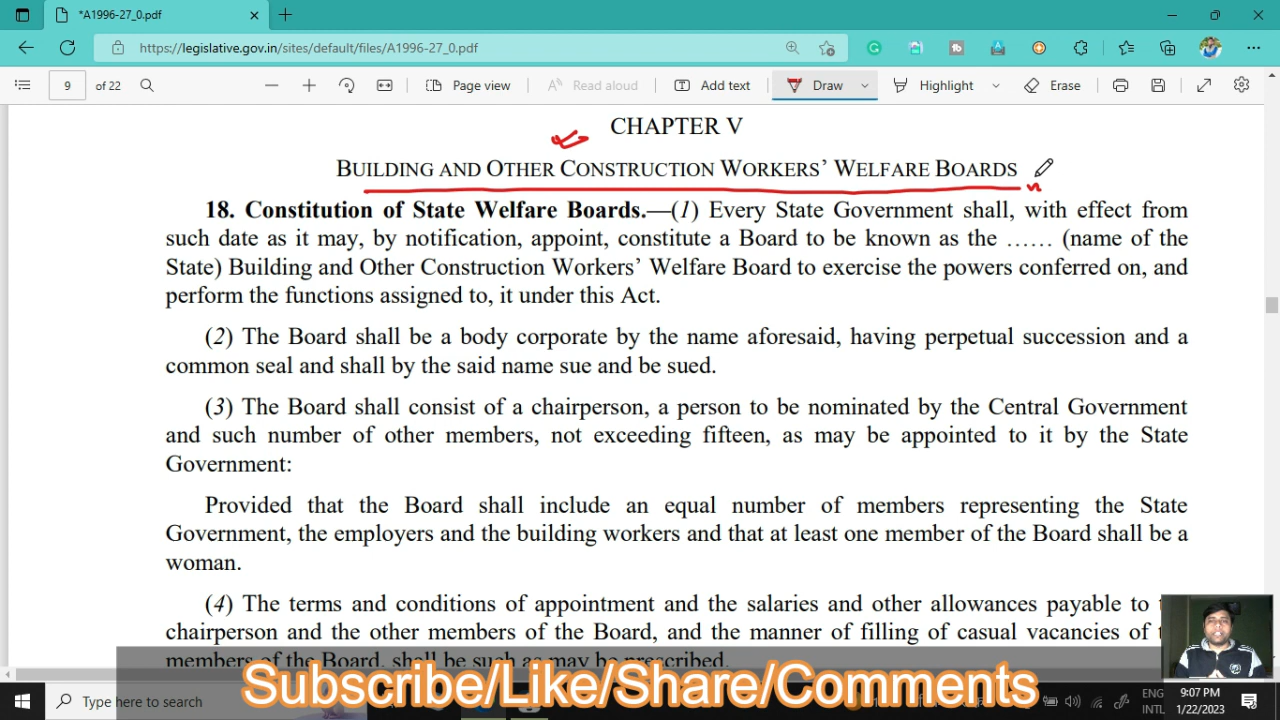 *A1996-27_0.pdf
https://legislative.gov.in/sites/default/files/A1996-27_0.pdf
9 of 22 Page view Read aloud Add text Draw Highlight Erase
CHAPTER V
BUILDING AND OTHER CONSTRUCTION WORKERS’ WELFARE BOARDS
18. Constitution of State Welfare Boards.—(1) Every State Government shall, with effect from
such date as it may, by notification, appoint, constitute a Board to be known as the …… (name of the
State) Building and Other Construction Workers’ Welfare Board to exercise the powers conferred on, and
perform the functions assigned to, it under this Act.
(2) The Board shall be a body corporate by the name aforesaid, having perpetual succession and a
common seal and shall by the said name sue and be sued.
(3) The Board shall consist of a chairperson, a person to be nominated by the Central Government
and such number of other members, not exceeding fifteen, as may be appointed to it by the State
Government:
Provided that the Board shall include an equal number of members representing the State
Government, the employers and the building workers and that at least one member of the Board shall be a
woman.
(4) The terms and conditions of appointment and the salaries and other allowances payable to
chairperson and the other members of the Board, and the manner of filling of casual vacancies of
members of the Board, shall be such as may be prescribed.
Subscribe/Like/Share/Comments
Type here to search
ENG
INTL
9:07 PM
1/22/2023